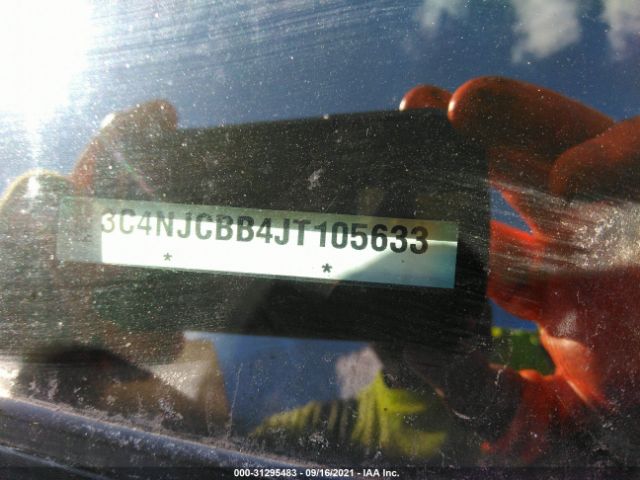 3C4NJCBB4JT105633
* *
000-31295483 - 09/16/2021 - IAA Inc.